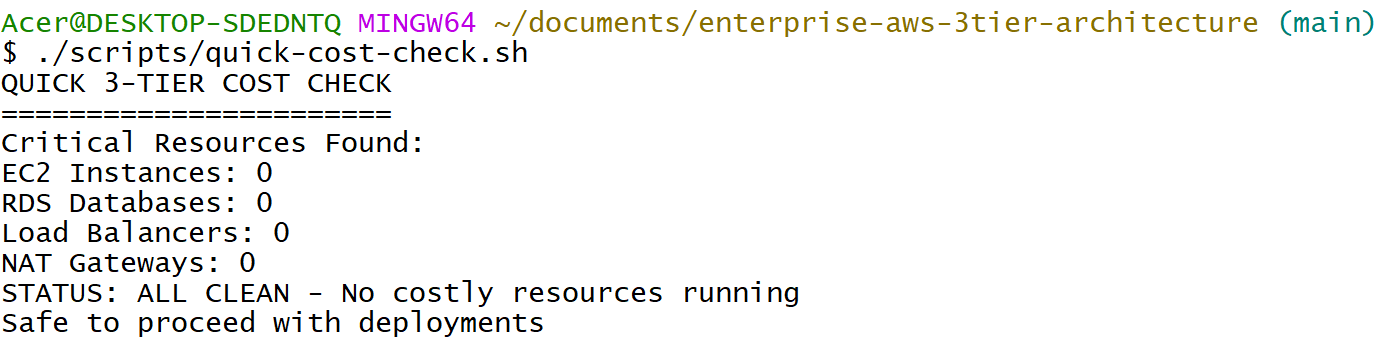 Acer@DESKTOP-SDEDNTQ MINGW64 ~/documents/enterprise-aws-3tier-architecture (main)
$ ./scripts/quick-cost-check.sh
QUICK 3-TIER COST CHECK
=======================
Critical Resources Found:
EC2 Instances: 0
RDS Databases: 0
Load Balancers: 0
NAT Gateways: 0
STATUS: ALL CLEAN - No costly resources running
Safe to proceed with deployments